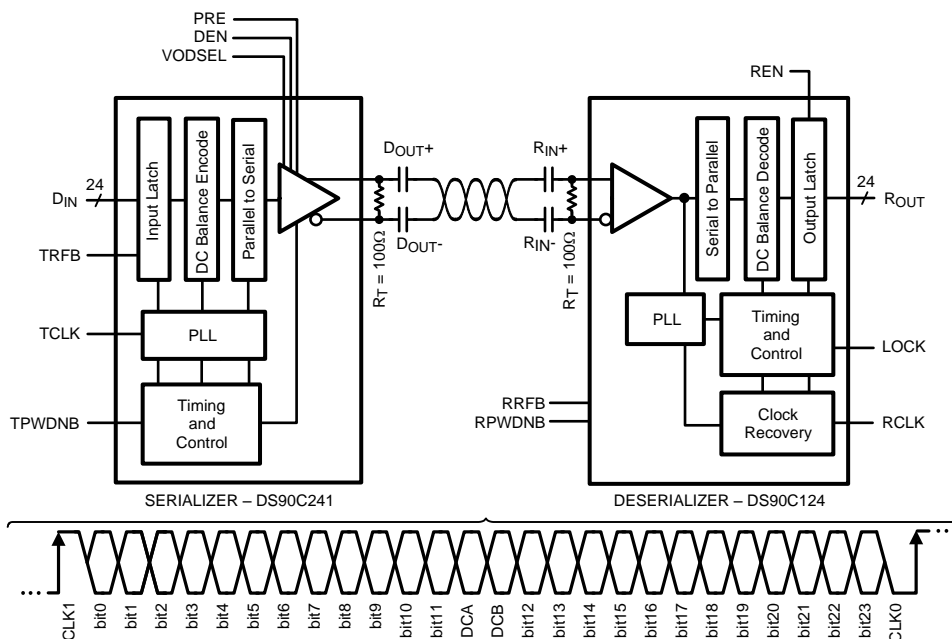 PRE
DEN
VODSEL
REN
Input Latch
DC Balance Encode
Parallel to Serial
DOUT+
RIN+
Serial to Parallel
DC Balance Decode
Output Latch
24
DIN
24
ROUT
DOUT-
RIN-
TRFB
RT = 100Ω
RT = 100Ω
TCLK
PLL
PLL
Timing
and
Control
LOCK
TPWDNB
Timing
and
Control
RRFB
RPWDNB
Clock
Recovery
RCLK
SERIALIZER – DS90C241
DESERIALIZER – DS90C124
CLK1
bit0
bit1
bit2
bit3
bit4
bit5
bit6
bit7
bit8
bit9
bit10
bit11
DCA
DCB
bit12
bit13
bit14
bit15
bit16
bit17
bit18
bit19
bit20
bit21
bit22
bit23
CLK0